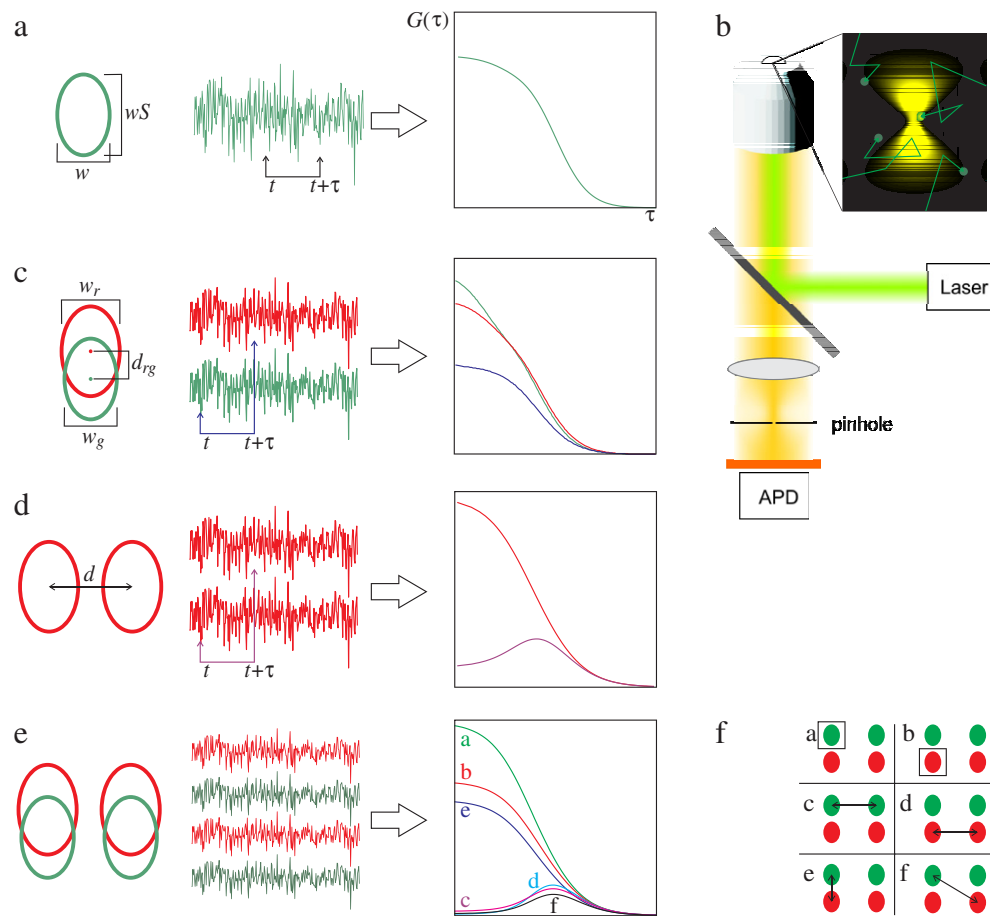 a
wS
w
t
t+τ
G(τ)
τ
b
Laser
pinhole
APD
c
w_r
d_rg
w_g
t
t+τ
d
d
t
t+τ
e
a
b
e
d
c
f
f
a
b
c
d
e
f